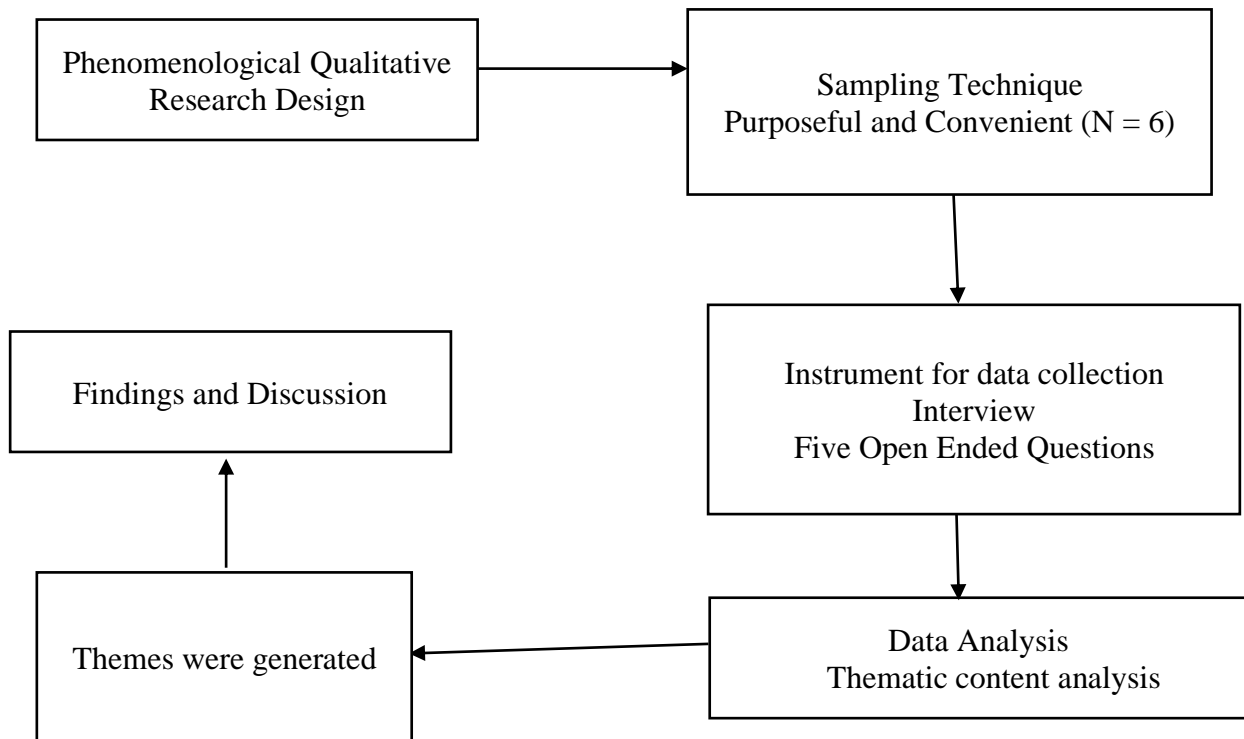 Phenomenological Qualitative
Research Design
Sampling Technique
Purposeful and Convenient (N = 6)
Instrument for data collection
Interview
Five Open Ended Questions
Data Analysis
Thematic content analysis
Themes were generated
Findings and Discussion